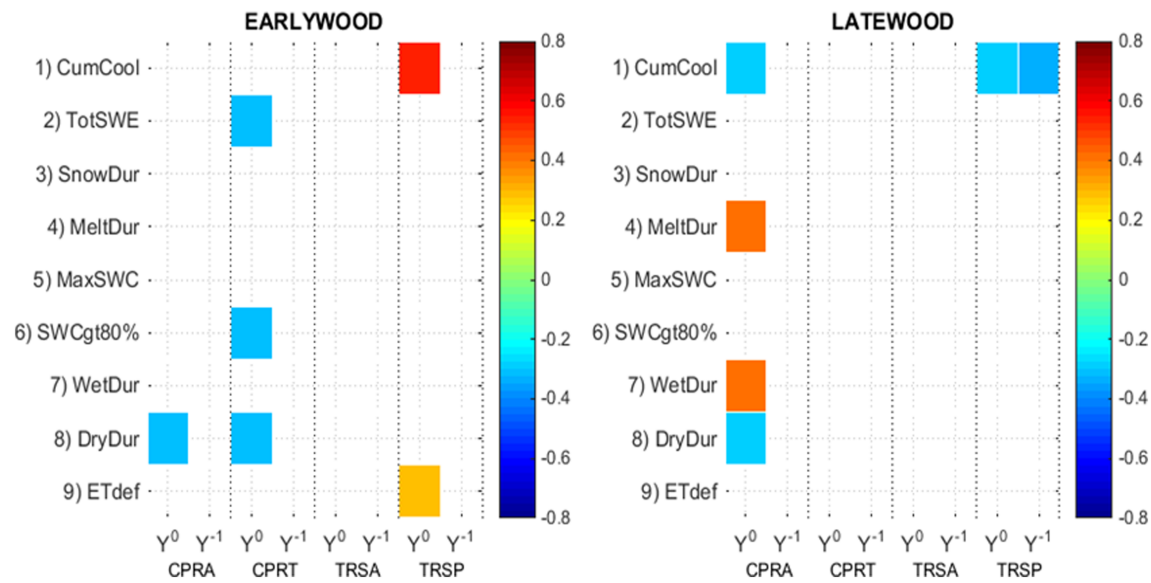 EARLYWOOD
1) CumCool
2) TotSWE
3) SnowDur
4) MeltDur
5) MaxSWC
6) SWCgt80%
7) WetDur
8) DryDur
9) ETdef
Y⁰ Y⁻¹ Y⁰ Y⁻¹ Y⁰ Y⁻¹ Y⁰ Y⁻¹
CPRA CPRT TRSA TRSP
0.8
0.6
0.4
0.2
0
-0.2
-0.4
-0.6
-0.8
LATEWOOD
1) CumCool
2) TotSWE
3) SnowDur
4) MeltDur
5) MaxSWC
6) SWCgt80%
7) WetDur
8) DryDur
9) ETdef
Y⁰ Y⁻¹ Y⁰ Y⁻¹ Y⁰ Y⁻¹ Y⁰ Y⁻¹
CPRA CPRT TRSA TRSP
0.8
0.6
0.4
0.2
0
-0.2
-0.4
-0.6
-0.8